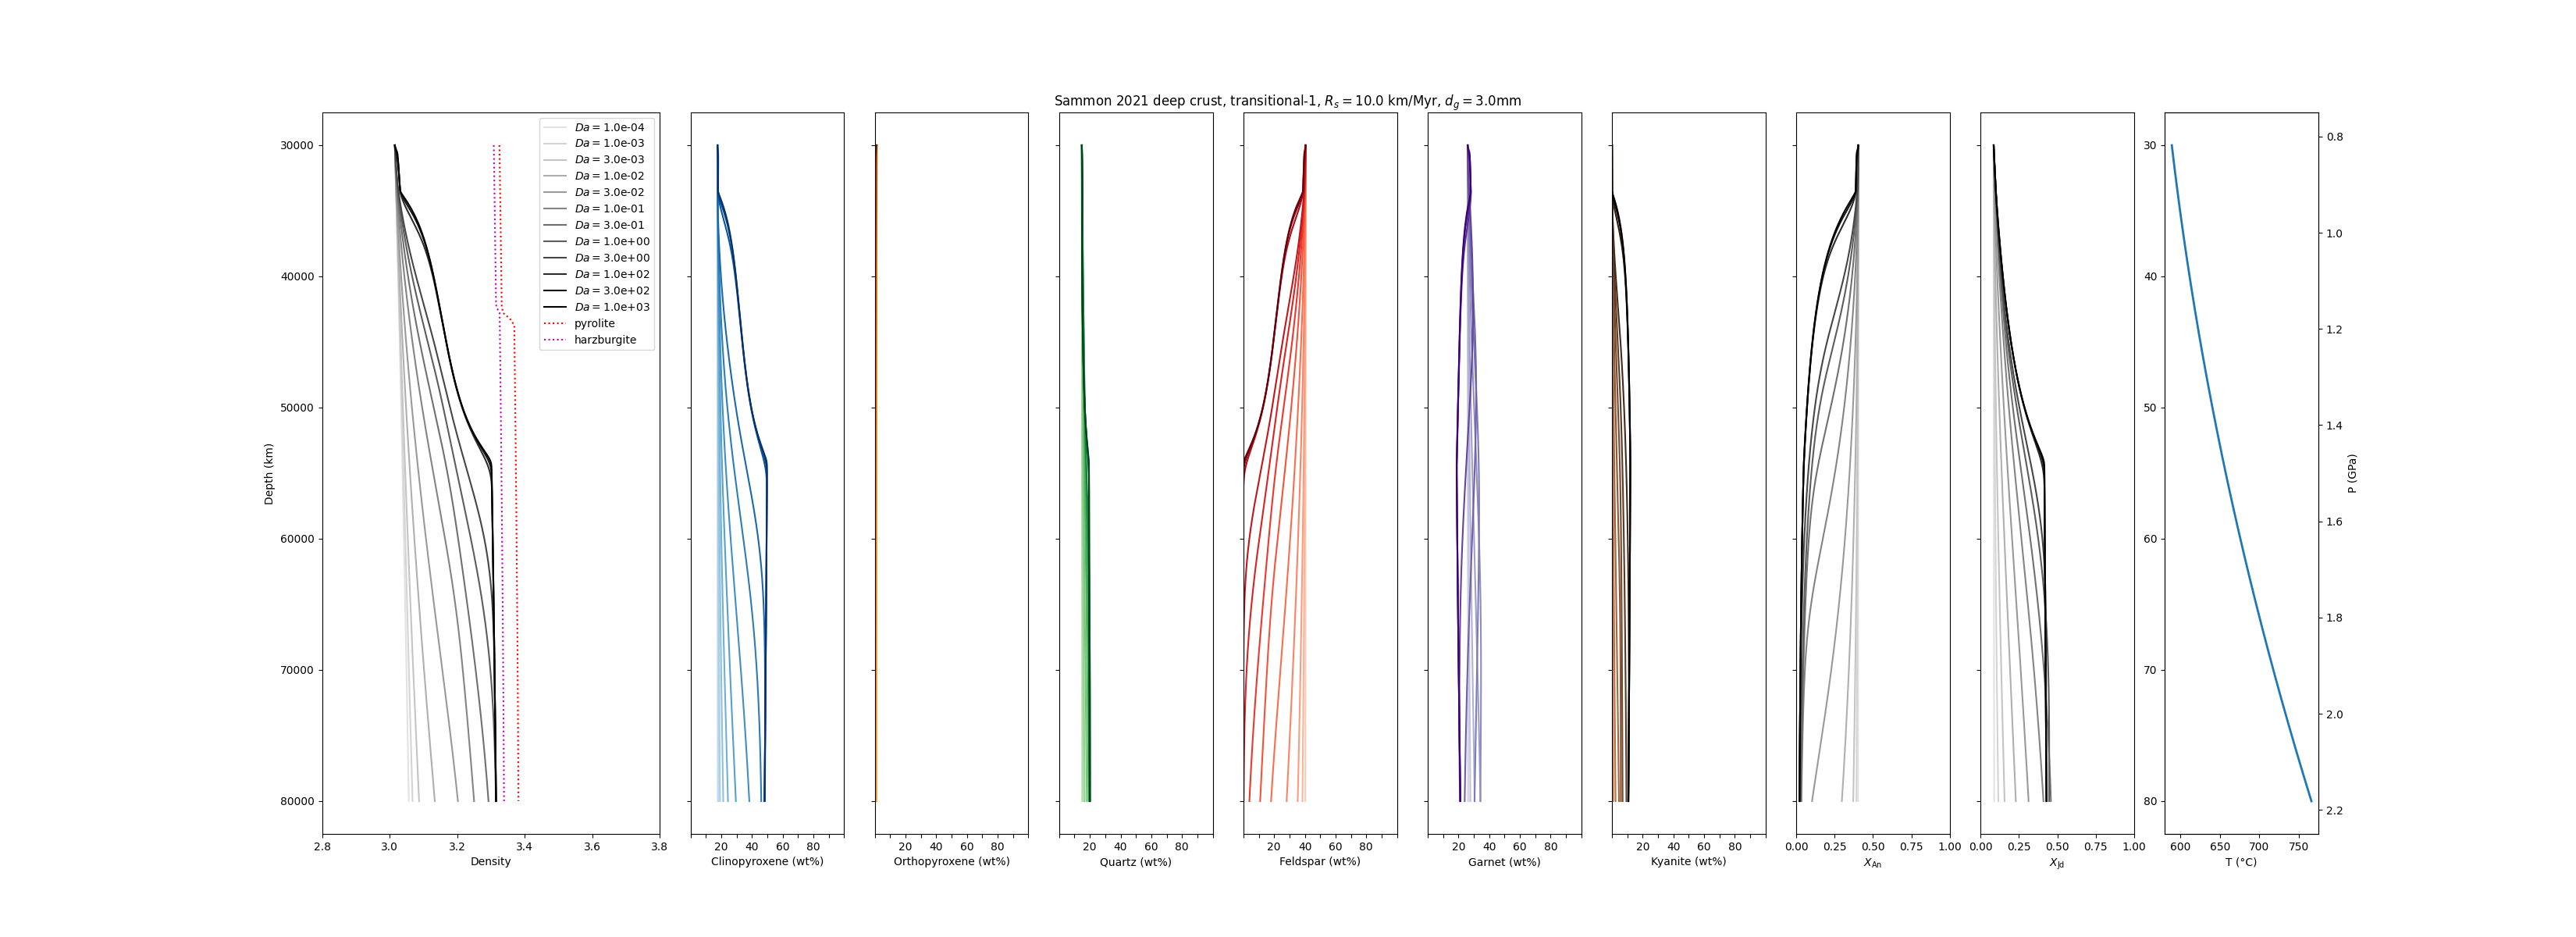 Sammon 2021 deep crust, transitional-1, $R_s = 10.0$ km/Myr, $d_g = 3.0$mm
Da = 1.0e-04
Da = 1.0e-03
Da = 3.0e-03
Da = 1.0e-02
Da = 3.0e-02
Da = 1.0e-01
Da = 3.0e-01
Da = 1.0e+00
Da = 3.0e+00
Da = 1.0e+02
Da = 3.0e+02
Da = 1.0e+03
pyrolite
harzburgite
30000
40000
50000
60000
70000
80000
Depth (km)
2.8 3.0 3.2 3.4 3.6 3.8
Density
20 40 60 80
Clinopyroxene (wt%)
20 40 60 80
Orthopyroxene (wt%)
20 40 60 80
Quartz (wt%)
20 40 60 80
Feldspar (wt%)
20 40 60 80
Garnet (wt%)
20 40 60 80
Kyanite (wt%)
0.00 0.25 0.50 0.75 1.00
$X_{An}$
0.00 0.25 0.50 0.75 1.00
$X_{Jd}$
30
40
50
60
70
80
600 650 700 750
T (°C)
0.8
1.0
1.2
1.4
1.6
1.8
2.0
2.2
P (GPa)